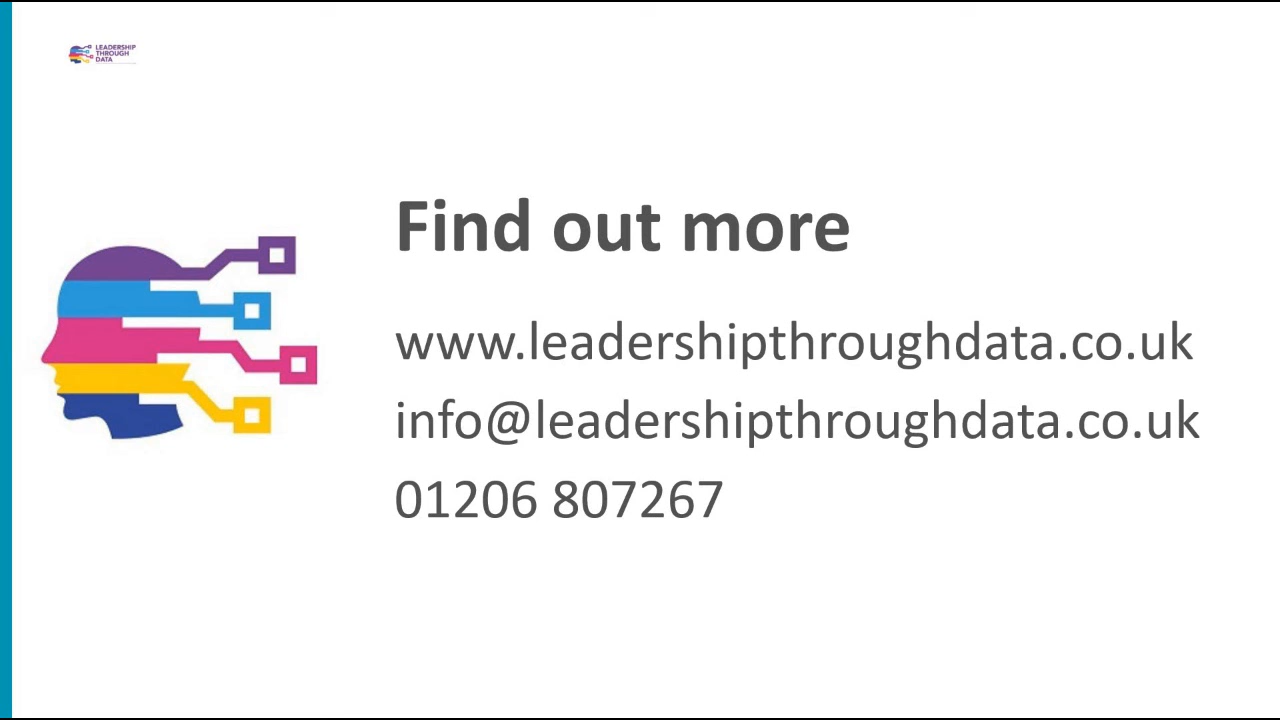 LEADERSHIP
THROUGH
DATA
Find out more
www.leadershipthroughdata.co.uk
info@leadershipthroughdata.co.uk
01206 807267